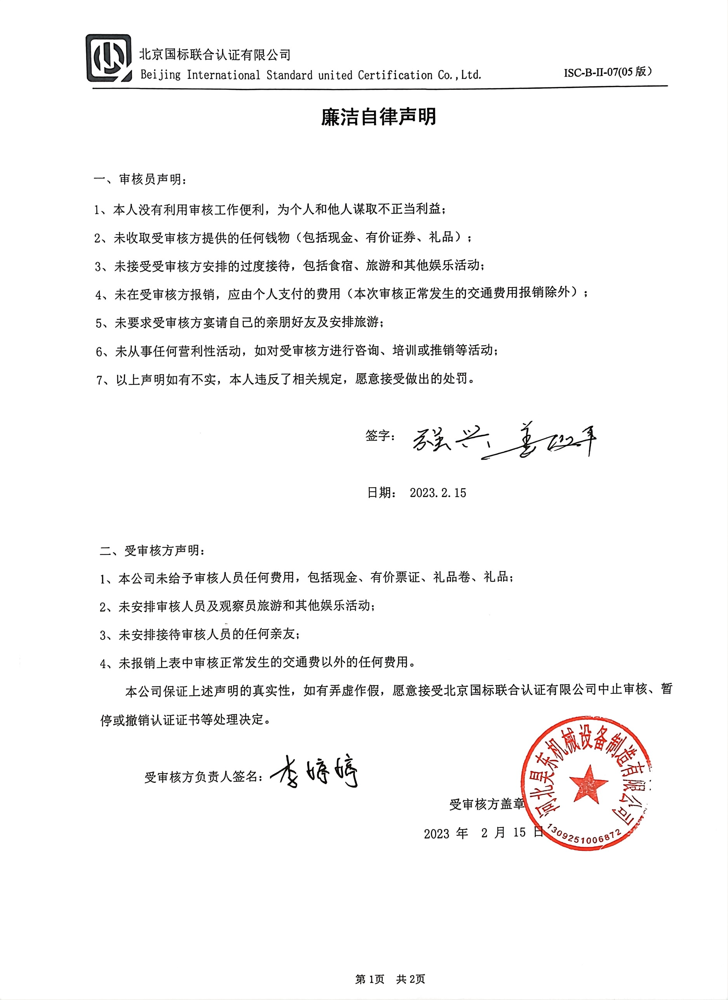 北京国标联合认证有限公司
Beijing International Standard united Certification Co.,Ltd.
ISC-B-II-07(05 版)
廉洁自律声明
一、审核员声明：
1、本人没有利用审核工作便利，为个人和他人谋取不正当利益；
2、未收取受审核方提供的任何钱物（包括现金、有价证券、礼品）；
3、未接受受审核方安排的过度接待，包括食宿、旅游和其他娱乐活动；
4、未在受审核方报销，应由个人支付的费用（本次审核正常发生的交通费用报销除外）；
5、未要求受审核方宴请自己的亲朋好友及安排旅游；
6、未从事任何营利性活动，如对受审核方进行咨询、培训或推销等活动；
7、以上声明如有不实，本人违反了相关规定，愿意接受做出的处罚。
签字：
日期： 2023.2.15
二、受审核方声明：
1、本公司未给予审核人员任何费用，包括现金、有价票证、礼品卷、礼品；
2、未安排审核人员及观察员旅游和其他娱乐活动；
3、未安排接待审核人员的任何亲友；
4、未报销上表中审核正常发生的交通费以外的任何费用。
本公司保证上述声明的真实性，如有弄虚作假，愿意接受北京国标联合认证有限公司中止审核、暂
停或撤销认证证书等处理决定。
受审核方负责人签名：李婷婷
受审核方盖章
2023 年 2 月 15 日
河北昊东机械设备制造有限公司
1309251006872
第1页 共2页